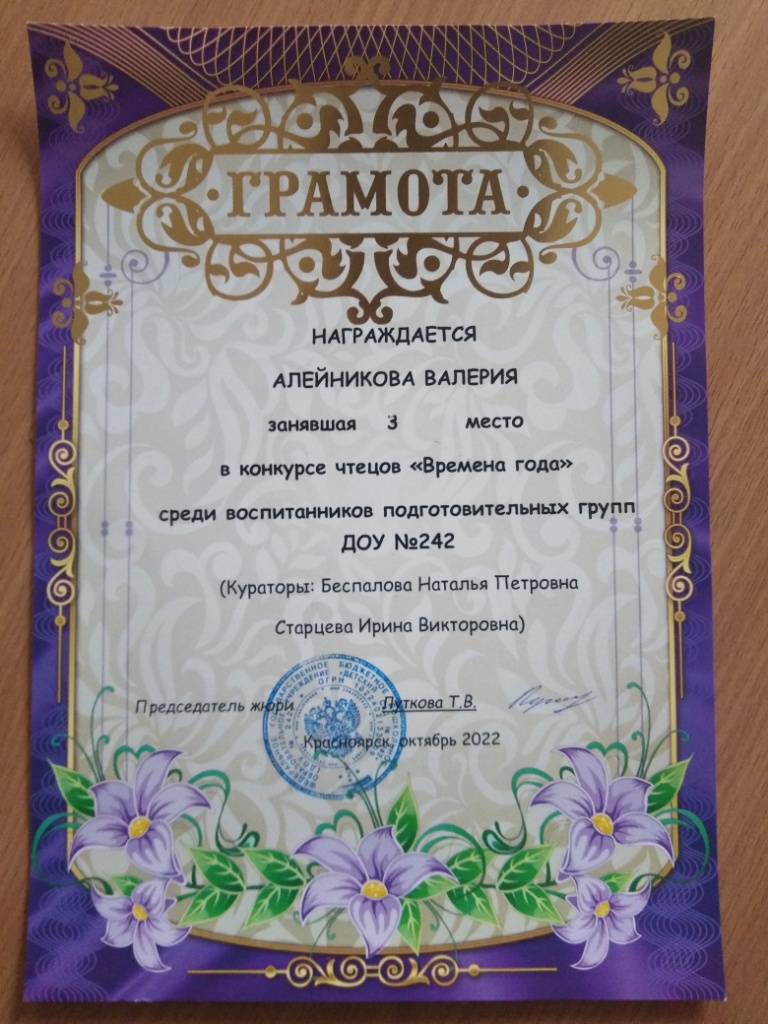 ГРАМОТА
НАГРАЖДАЕТСЯ
АЛЕЙНИКОВА ВАЛЕРИЯ
занявшая 3 место
в конкурсе чтецов «Времена года»
среди воспитанников подготовительных групп
ДОУ №242
(Кураторы: Беспалова Наталья Петровна
Старцева Ирина Викторовна)
Председатель жюри Путкова Т.В.
Красноярск, октябрь 2022